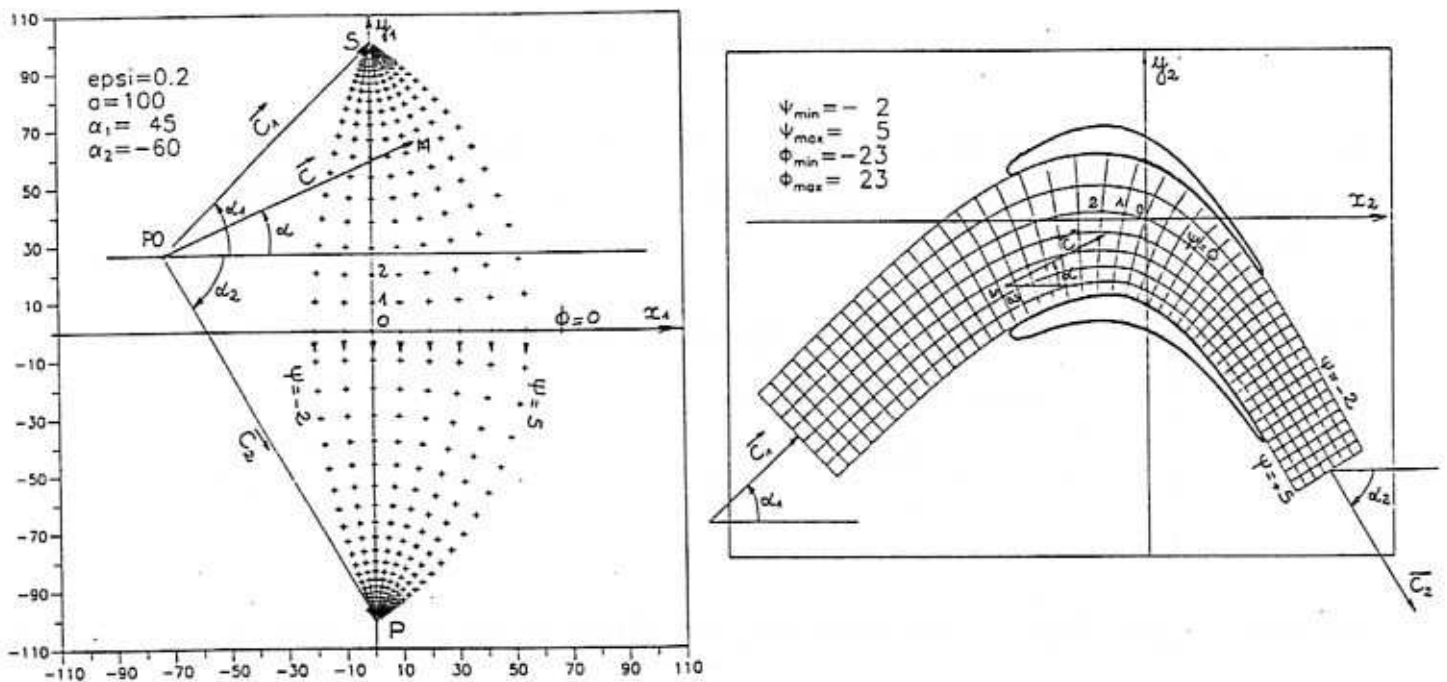 110
90
70
50
30
10
-10
-30
-50
-70
-90
-110
-110 -90 -70 -50 -30 -10 10 30 50 70 90 110
epsi=0.2
a=100
α₁= 45
α₂=-60
S
y₁
C₁
C
M
α₁
α
P0
α₂
2
1
0
ϕ=0
x₁
ψ=-2
ψ=5
C₂
P
ψmin=- 2
ψmax= 5
ϕmin=-23
ϕmax= 23
y₂
x₂
2 1 0
ψ=0
C
α
ψ=-2
C₁
α₁
ψ=+5
α₂
C₂